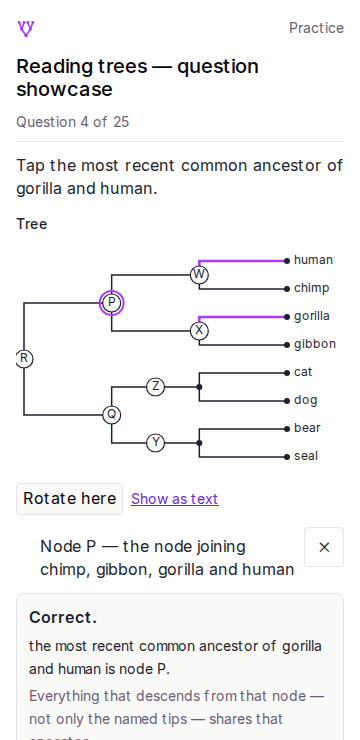 Practice
Reading trees — question
showcase
Question 4 of 25
Tap the most recent common ancestor of
gorilla and human.
Tree
human
W
chimp
P
gorilla
X
gibbon
R
cat
Z
dog
Q
bear
Y
seal
Rotate here Show as text
Node P — the node joining
chimp, gibbon, gorilla and human
×
Correct.
the most recent common ancestor of gorilla
and human is node P.
Everything that descends from that node —
not only the named tips — shares that
ancestor.